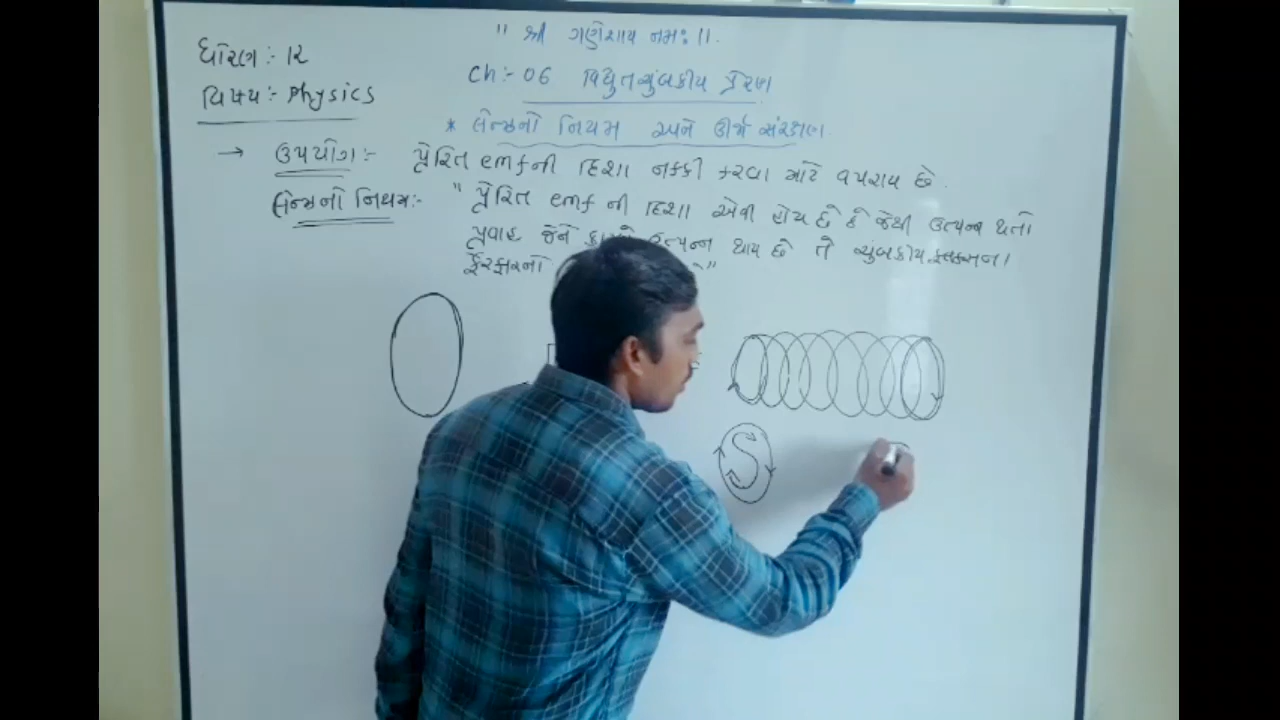 " શ્રી ગણેશાય નમઃ ||.
ધોરણ :- 12
Ch :- 06 વિદ્યુતચુંબકીય પ્રેરણ
વિષય :- Physics
* લેન્ઝનો નિયમ અને ઊર્જા સંરક્ષણ
→ ઉપયોગ :- પ્રેરિત emf ની દિશા નક્કી કરવા માટે વપરાય છે.
લેન્ઝનો નિયમ :- " પ્રેરિત emf ની દિશા એવી હોય છે કે જેથી ઉત્પન્ન થતો
પ્રવાહ જેને ઉત્પન્ન થાય છે તે ચુંબકીય ફ્લક્સના
ફેરફારનો "
S